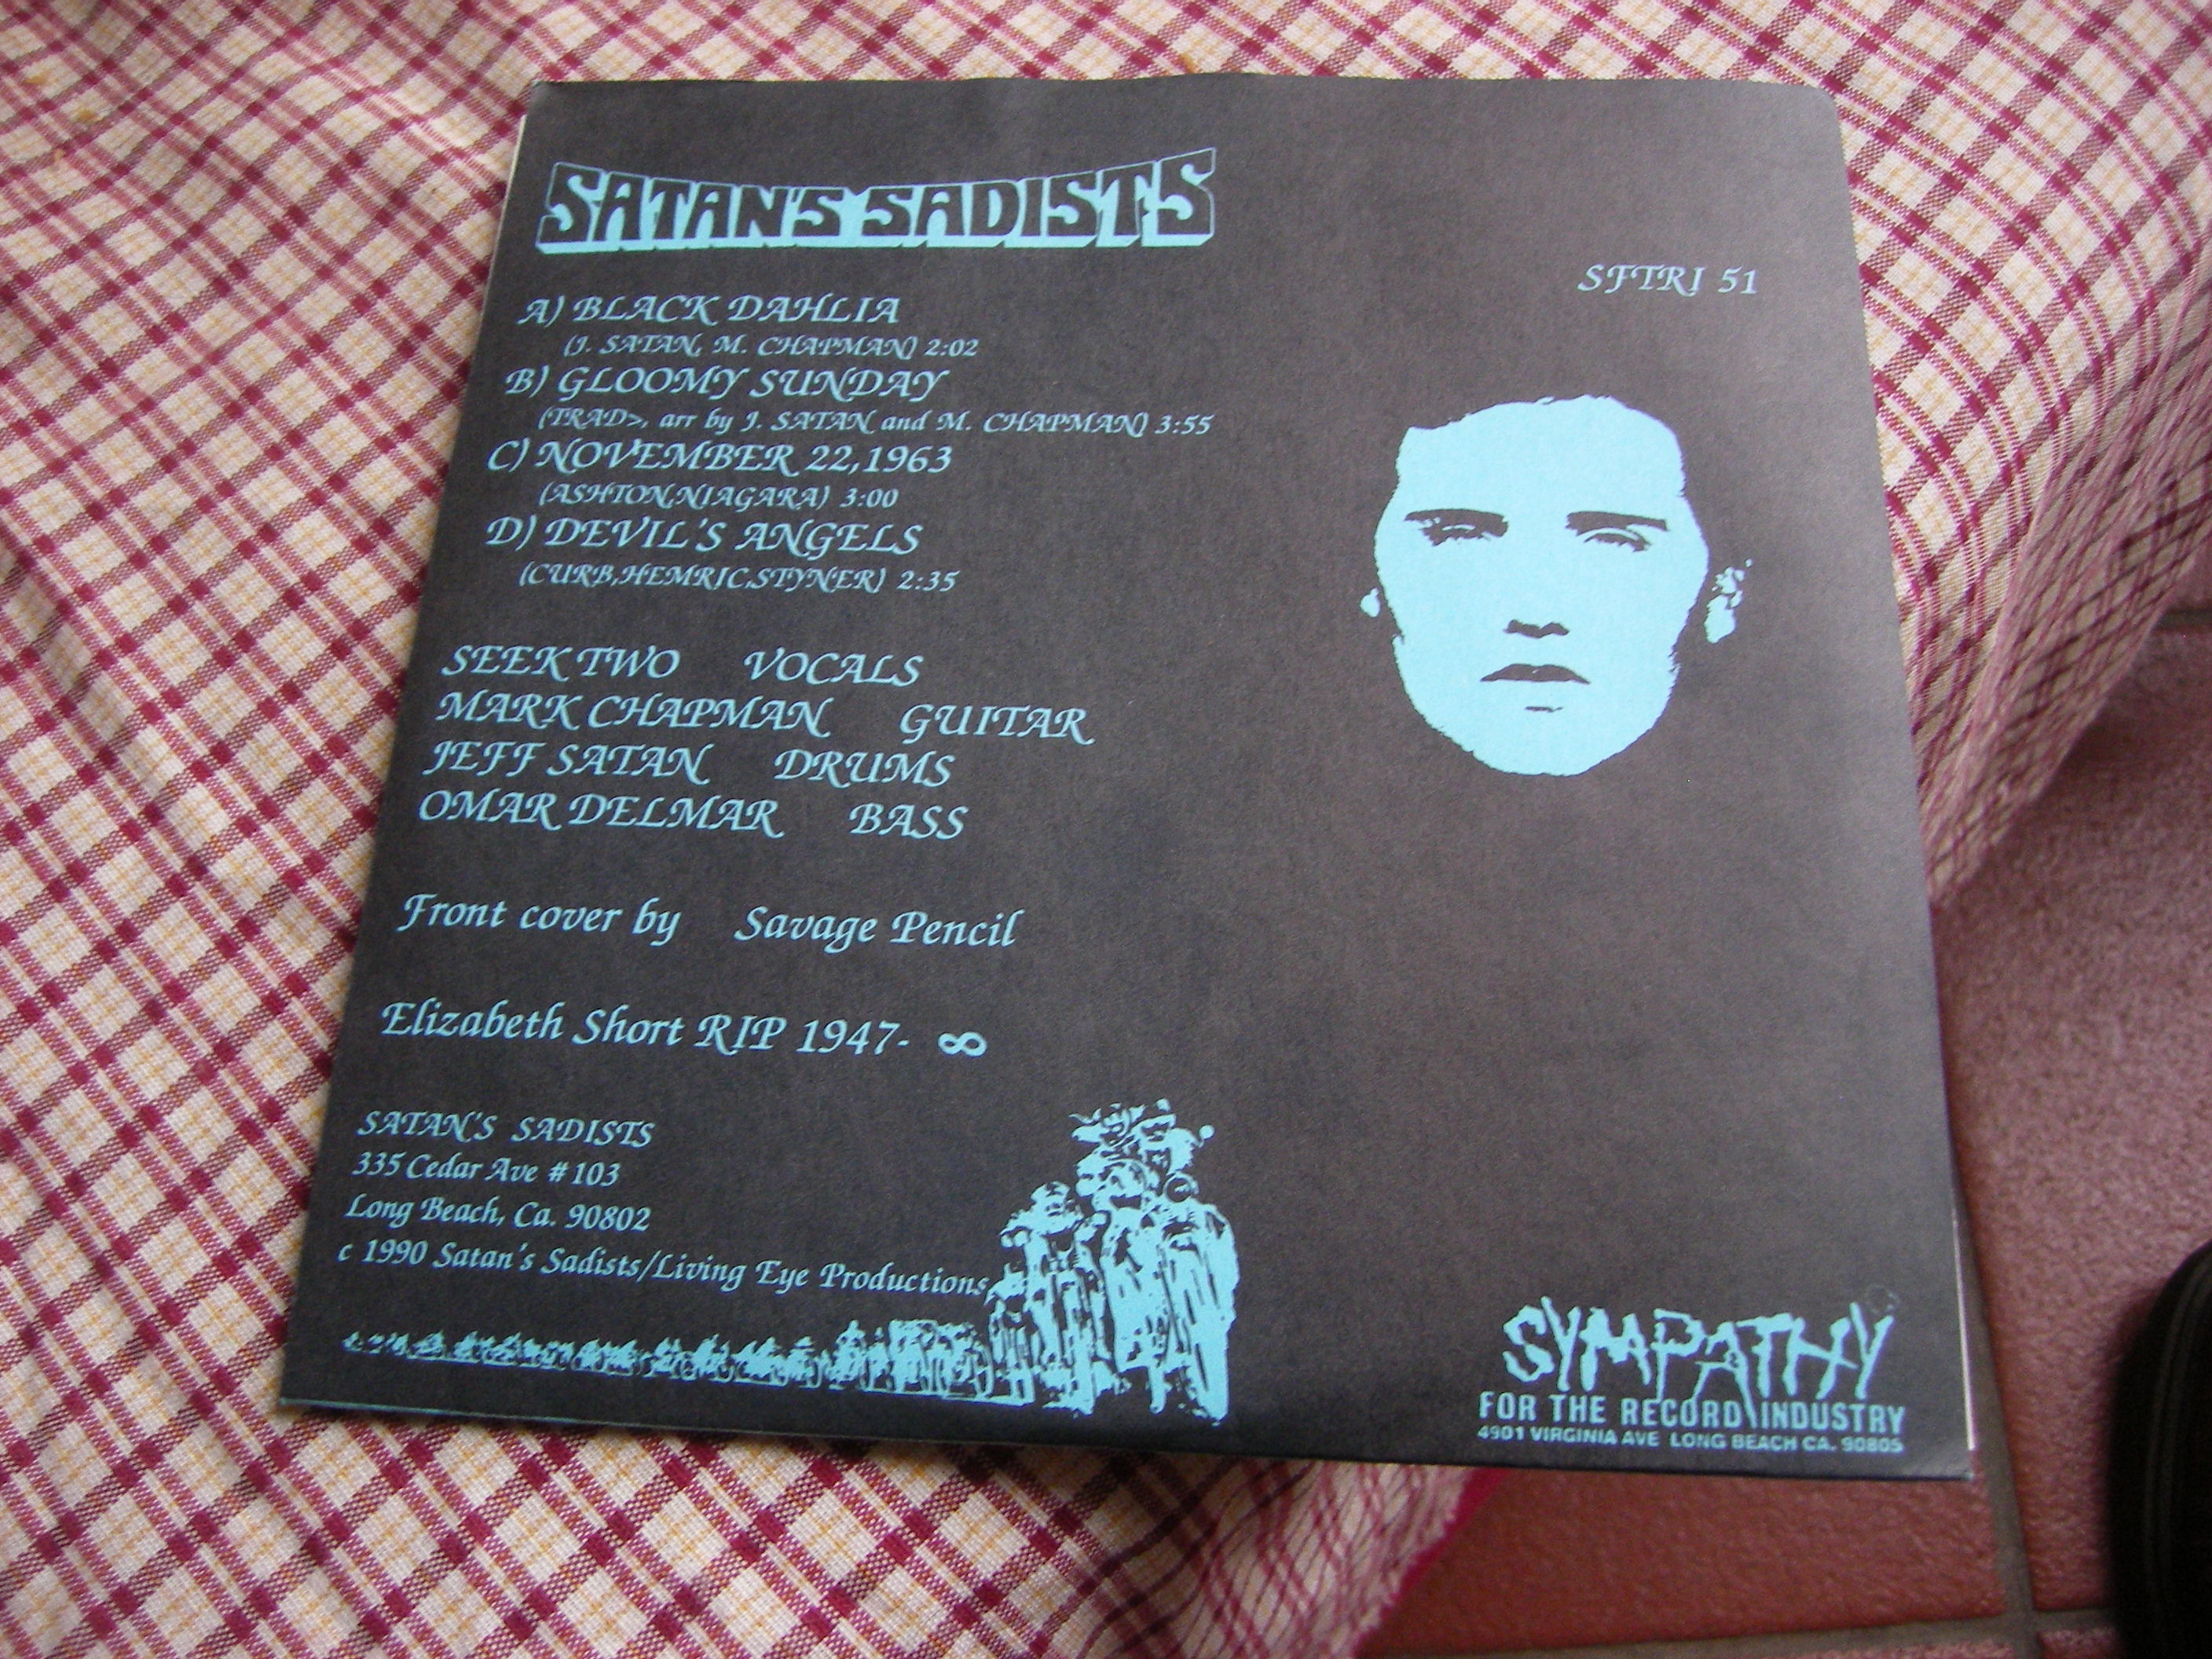 SATAN'S SADISTS
SFTRI 51
A) BLACK DAHLIA
(J. SATAN, M. CHAPMAN) 2:02
B) GLOOMY SUNDAY
(TRAD>, arr by J. SATAN and M. CHAPMAN) 3:55
C) NOVEMBER 22,1963
(ASHTON,NIAGARA) 3:00
D) DEVIL'S ANGELS
(CURB,HEMRIC,STYNER) 2:35
SEEK TWO VOCALS
MARK CHAPMAN GUITAR
JEFF SATAN DRUMS
OMAR DELMAR BASS
Front cover by Savage Pencil
Elizabeth Short RIP 1947- ∞
SATAN'S SADISTS
335 Cedar Ave #103
Long Beach, Ca. 90802
c 1990 Satan's Sadists/Living Eye Productions
SYMPATHY
FOR THE RECORD INDUSTRY
4901 VIRGINIA AVE LONG BEACH CA. 90805